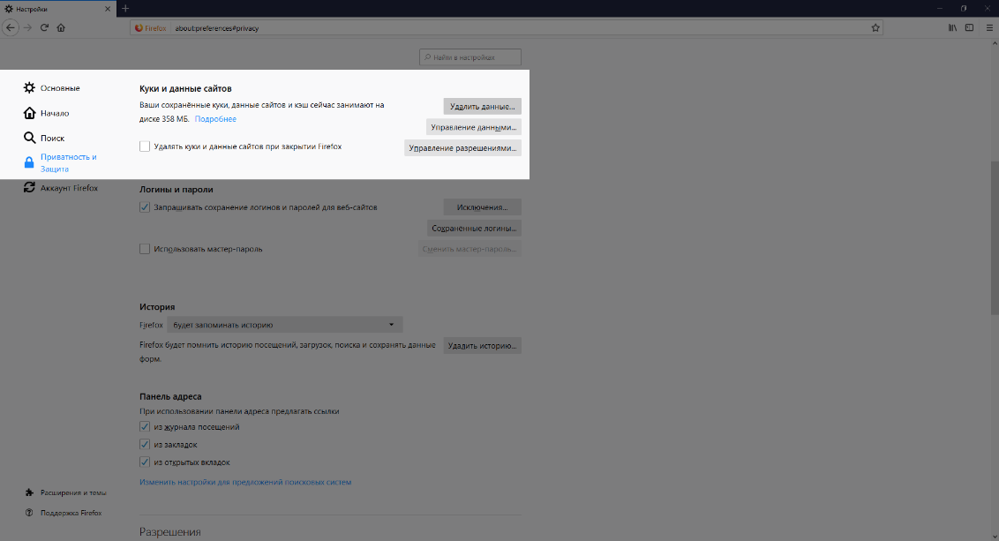 Настройки
Firefox about:preferences#privacy
Найти в настройках
Основные
Начало
Поиск
Приватность и
Защита
Аккаунт Firefox
Расширения и темы
Поддержка Firefox
Куки и данные сайтов
Ваши сохранённые куки, данные сайтов и кэш сейчас занимают на
диске 358 МБ. Подробнее
Удалить данные...
Управление данными...
Удалять куки и данные сайтов при закрытии Firefox
Управление разрешениями...
Логины и пароли
Запрашивать сохранение логинов и паролей для веб-сайтов
Исключения...
Сохранённые логины...
Использовать мастер-пароль
Сменить мастер-пароль...
История
Firefox будет запоминать историю
Firefox будет помнить историю посещений, загрузок, поиска и сохранять данные
форм.
Удалить историю...
Панель адреса
При использовании панели адреса предлагать ссылки
из журнала посещений
из закладок
из открытых вкладок
Изменить настройки для предложений поисковых систем
Разрешения